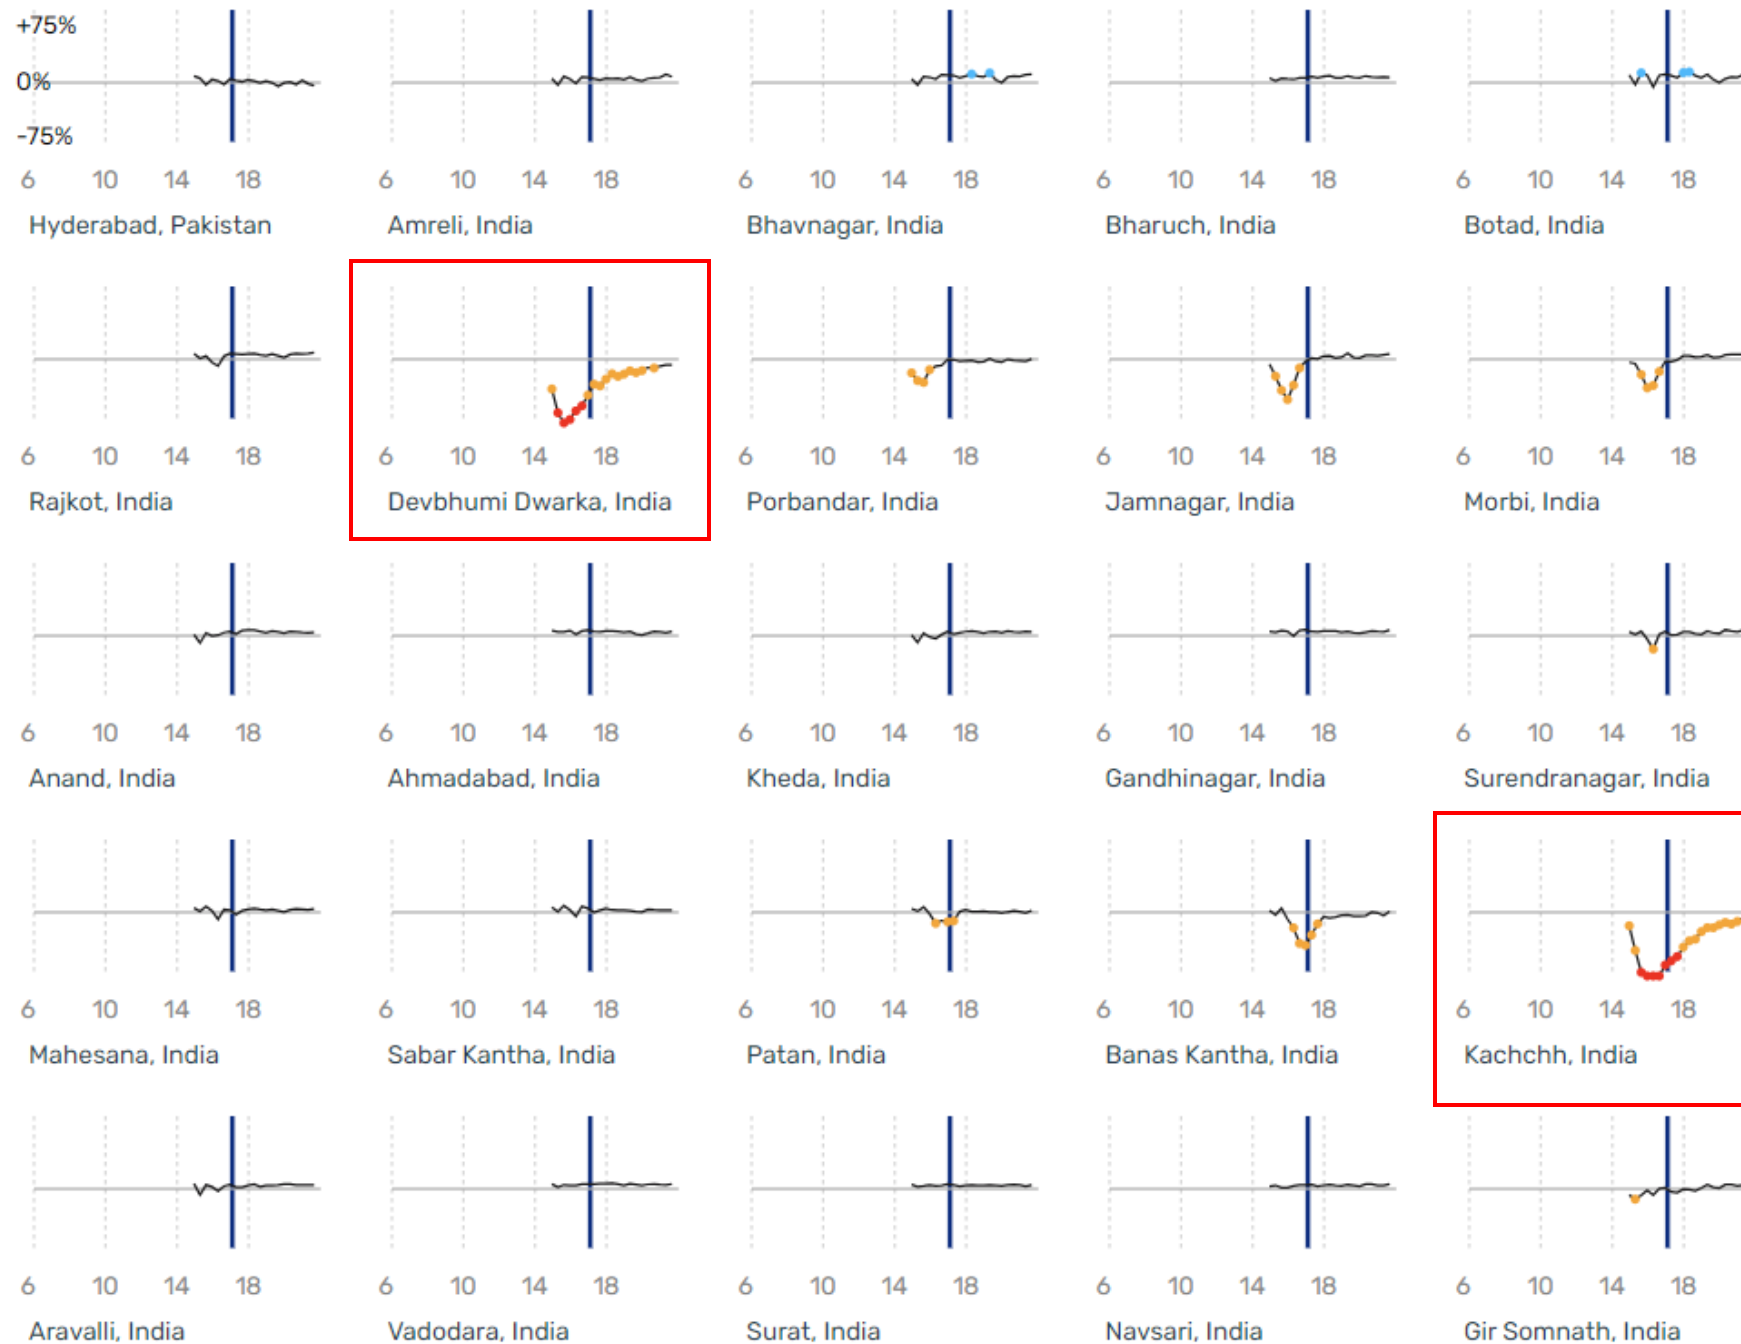 +75%
0%
-75%
6 10 14 18 6 10 14 18 6 10 14 18 6 10 14 18 6 10 14 18
Hyderabad, Pakistan Amreli, India Bhavnagar, India Bharuch, India Botad, India
6 10 14 18 6 10 14 18 6 10 14 18 6 10 14 18 6 10 14 18
Rajkot, India Devbhumi Dwarka, India Porbandar, India Jamnagar, India Morbi, India
6 10 14 18 6 10 14 18 6 10 14 18 6 10 14 18 6 10 14 18
Anand, India Ahmadabad, India Kheda, India Gandhinagar, India Surendranagar, India
6 10 14 18 6 10 14 18 6 10 14 18 6 10 14 18 6 10 14 18
Mahesana, India Sabar Kantha, India Patan, India Banas Kantha, India Kachchh, India
6 10 14 18 6 10 14 18 6 10 14 18 6 10 14 18 6 10 14 18
Aravalli, India Vadodara, India Surat, India Navsari, India Gir Somnath, India